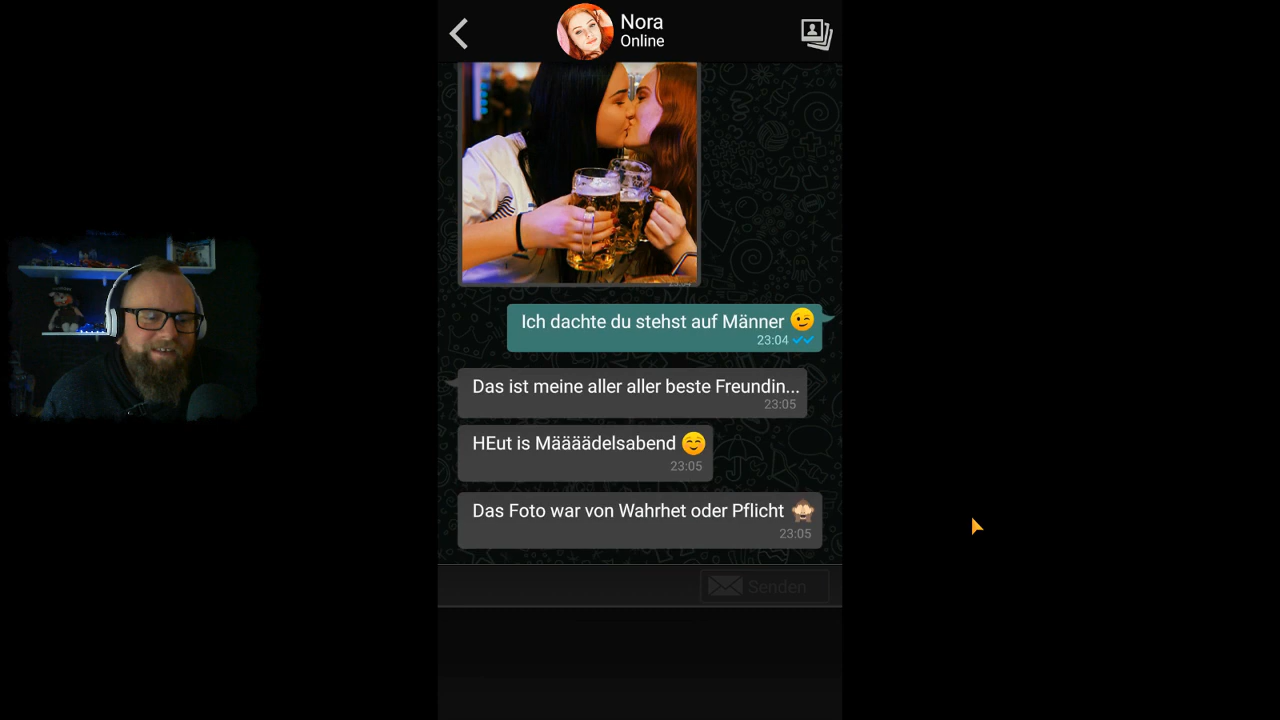 Nora
Online
Ich dachte du stehst auf Männer 😉
23:04
Das ist meine aller aller beste Freundin...
23:05
HEut is Määäädelsabend 😊
23:05
Das Foto war von Wahrhet oder Pflicht 🙈
23:05
Senden